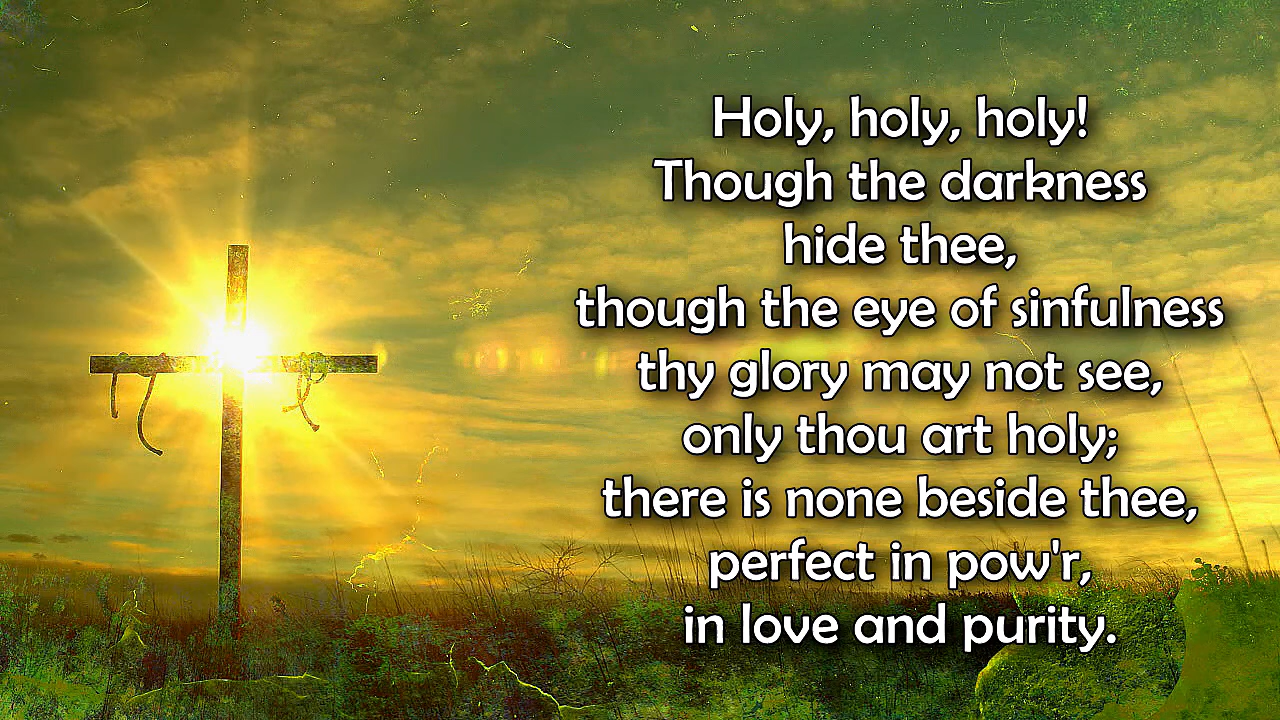 Holy, holy, holy!
Though the darkness
hide thee,
though the eye of sinfulness
thy glory may not see,
only thou art holy;
there is none beside thee,
perfect in pow'r,
in love and purity.